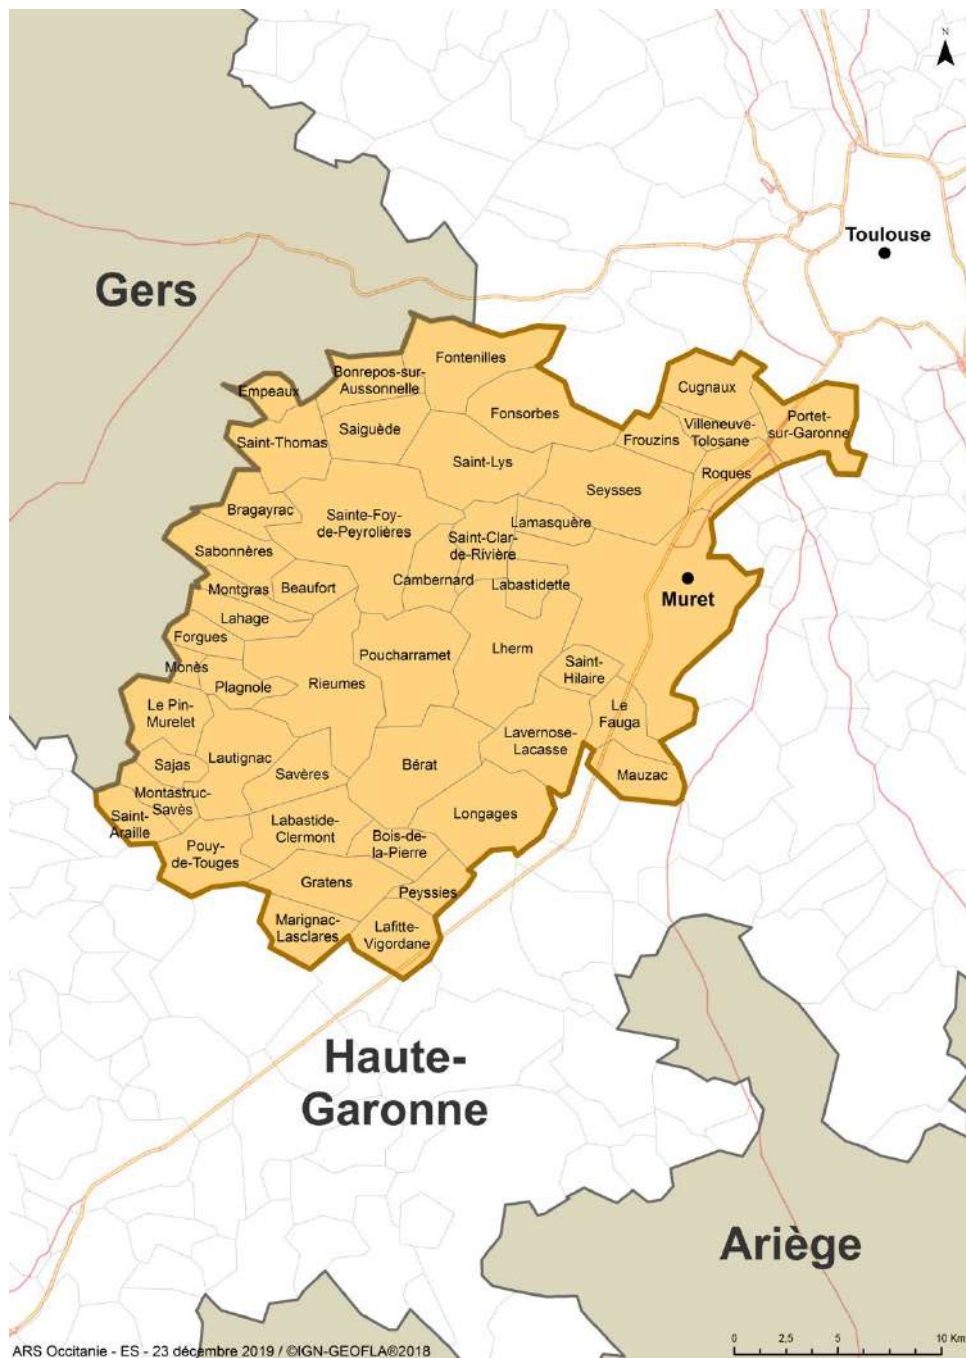 N
Toulouse
Gers
Fontenilles
Bonrepos-sur-
Aussonnelle
Empeaux
Cugnaux
Fonsorbes
Portet-
sur-Garonne
Villeneuve-
Tolosane
Saiguède
Frouzins
Saint-Thomas
Saint-Lys
Roques
Seysses
Bragayrac
Sainte-Foy-
de-Peyrolières
Lamasquère
Saint-Clar-
de-Rivière
Sabonnères
Cambernard
Labastidette
Montgras
Beaufort
Muret
Lahage
Forgues
Lherm
Poucharramet
Saint-
Hilaire
Monès
Plagnole
Rieumes
Le Pin-
Murelet
Le
Fauga
Lavernose-
Lacasse
Lautignac
Sajas
Savères
Bérat
Mauzac
Montastruc-
Savès
Saint-
Araille
Longages
Labastide-
Clermont
Bois-de-
la-Pierre
Pouy-
de-Touges
Gratens
Peyssies
Marignac-
Lasclares
Lafitte-
Vigordane
Haute-
Garonne
Ariège
0 2,5 5 10 Km
ARS Occitanie - ES - 23 décembre 2019 / ©IGN-GEOFLA®2018